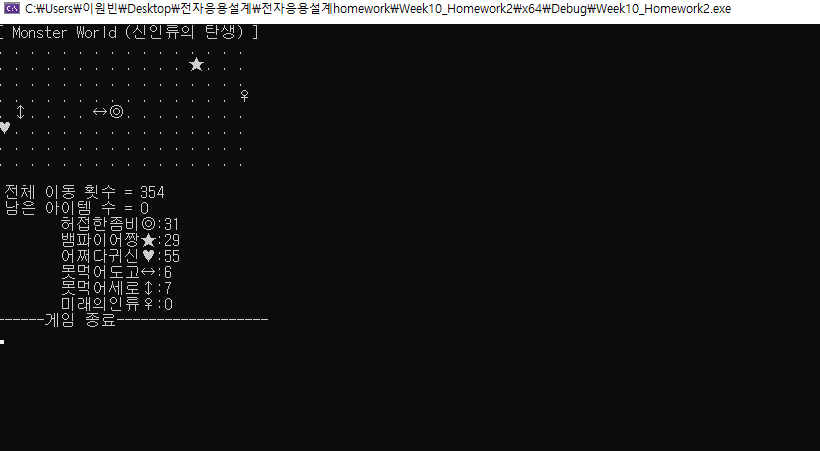 C:\Users\이원빈\Desktop\전자응용설계\전자응용설계homework\Week10_Homework2\x64\Debug\Week10_Homework2.exe
[ Monster World (신인류의 탄생) ]
. . . . . . . . . . . . . . . .
. . . . . . . . . . . . ★ . . .
. . . . . . . . . . . . . . . .
. . . . . . . . . . . . . . . ♀
. ↕ . . . . ↔ ◎ . . . . . . . .
♥ . . . . . . . . . . . . . . .
. . . . . . . . . . . . . . . .
. . . . . . . . . . . . . . . .
전체 이동 횟수 = 354
남은 아이템 수 = 0
허접한좀비◎:31
뱀파이어짱★:29
어쩌다귀신♥:55
못먹어도고↔:6
못먹어세로↕:7
미래의인류♀:0
------게임 종료-------------------